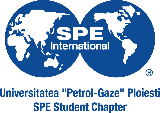 SPE
International
®
Universitatea "Petrol-Gaze" Ploiesti
SPE Student Chapter